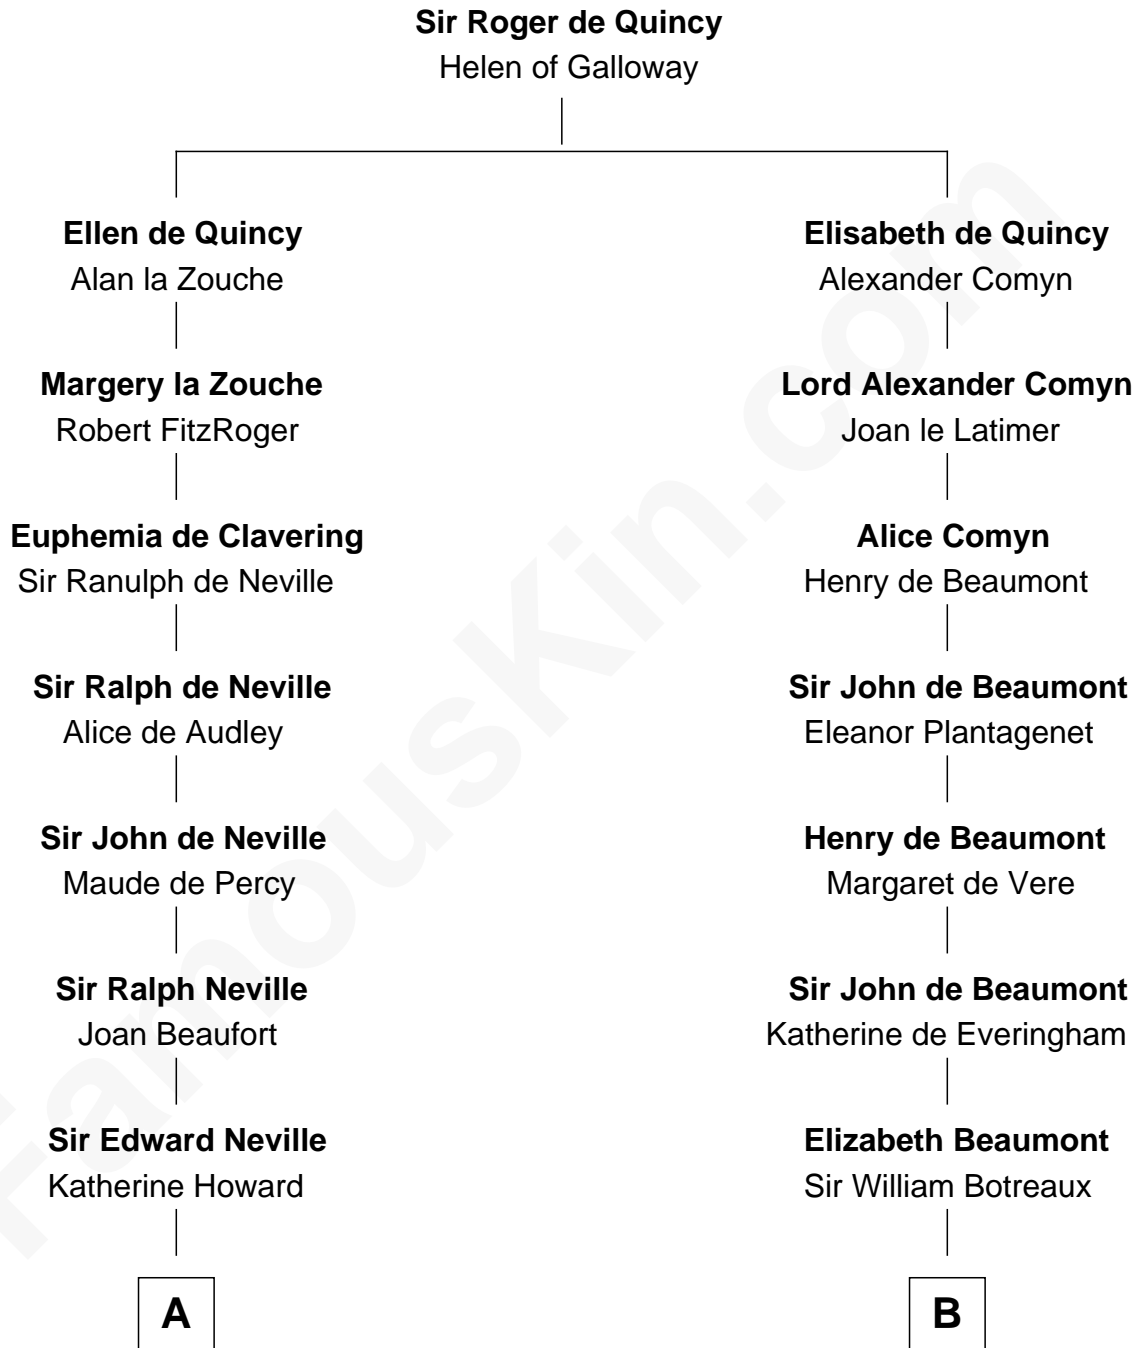 Sir Roger de Quincy
Helen of Galloway
Ellen de Quincy
Alan la Zouche
Margery la Zouche
Robert FitzRoger
Euphemia de Clavering
Sir Ranulph de Neville
Sir Ralph de Neville
Alice de Audley
Sir John de Neville
Maude de Percy
Sir Ralph Neville
Joan Beaufort
Sir Edward Neville
Katherine Howard
A
Elisabeth de Quincy
Alexander Comyn
Lord Alexander Comyn
Joan le Latimer
Alice Comyn
Henry de Beaumont
Sir John de Beaumont
Eleanor Plantagenet
Henry de Beaumont
Margaret de Vere
Sir John de Beaumont
Katherine de Everingham
Elizabeth Beaumont
Sir William Botreaux
B
FamousKin.com